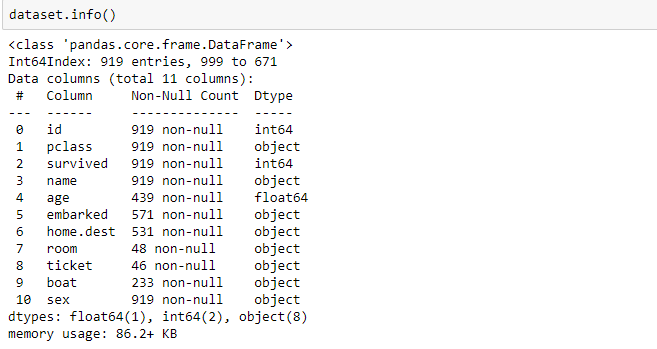 dataset.info()
<class 'pandas.core.frame.DataFrame'>
Int64Index: 919 entries, 999 to 671
Data columns (total 11 columns):
 #   Column     Non-Null Count  Dtype
---  ------     --------------  -----
 0   id         919 non-null    int64
 1   pclass     919 non-null    object
 2   survived   919 non-null    int64
 3   name       919 non-null    object
 4   age        439 non-null    float64
 5   embarked   571 non-null    object
 6   home.dest  531 non-null    object
 7   room       48 non-null     object
 8   ticket     46 non-null     object
 9   boat       233 non-null    object
 10  sex        919 non-null    object
dtypes: float64(1), int64(2), object(8)
memory usage: 86.2+ KB